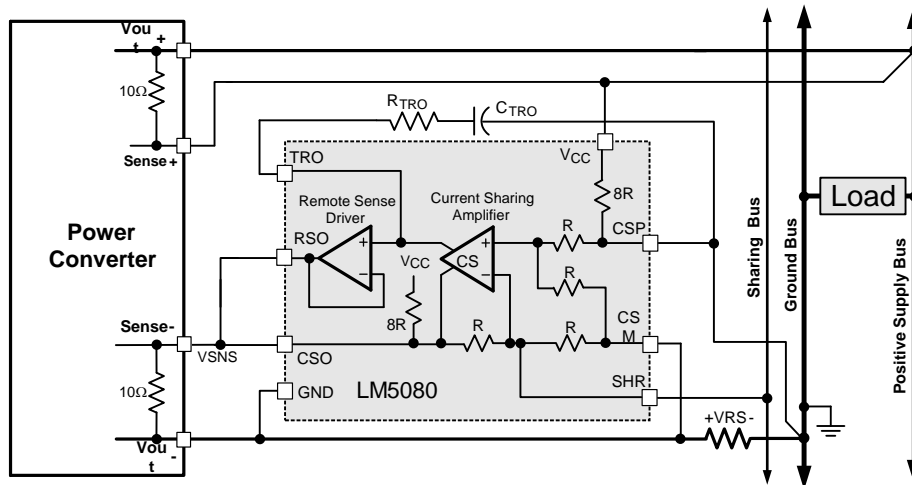 Vou
t +
10Ω
Sense+
Power
Converter
Sense-
VSNS
10Ω
Vou
t -
RTRO
CTRO
TRO
VCC
8R
Remote Sense
Driver
Current Sharing
Amplifier
RSO
+
−
VCC
8R
CS
+
−
R
CSP
R
R
R
CS
M
CSO
GND
LM5080
SHR
+VRS-
Sharing Bus
Ground Bus
Load
Positive Supply Bus